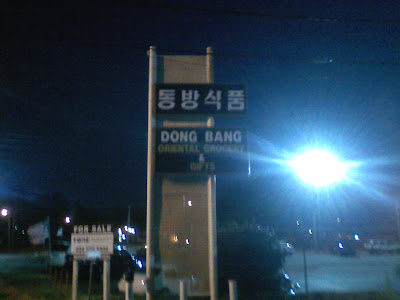 동방식품
DONG BANG
ORIENTAL GROCERY
&
GIFTS
FOR SALE